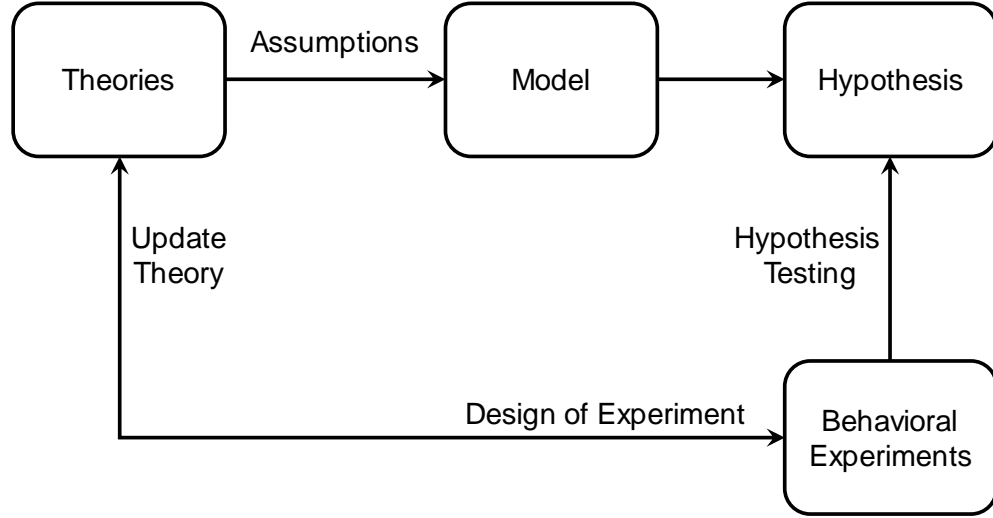 Assumptions
Theories
Model
Hypothesis
Update
Theory
Hypothesis
Testing
Design of Experiment
Behavioral
Experiments